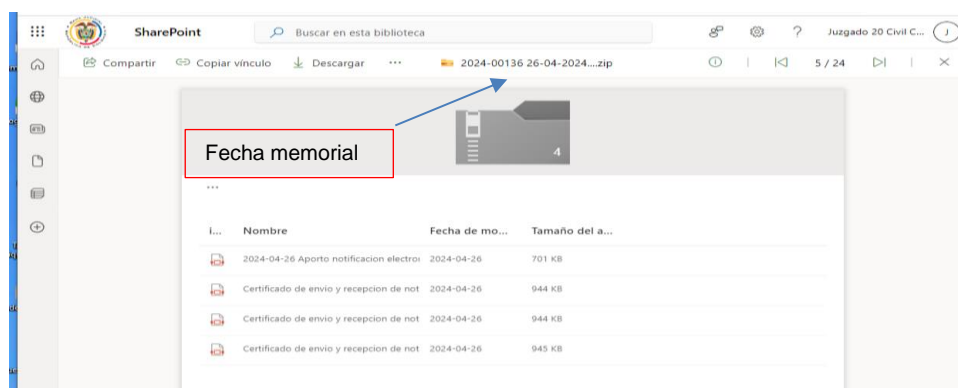 SharePoint
Buscar en esta biblioteca
Juzgado 20 Civil C...
J
Compartir
Copiar vínculo
Descargar
...
2024-00136 26-04-2024....zip
5 / 24
Fecha memorial
4
...
i... Nombre Fecha de mo... Tamaño del a...
2024-04-26 Aporto notificacion electro 2024-04-26 701 KB
Certificado de envio y recepcion de not 2024-04-26 944 KB
Certificado de envio y recepcion de not 2024-04-26 944 KB
Certificado de envio y recepcion de not 2024-04-26 945 KB